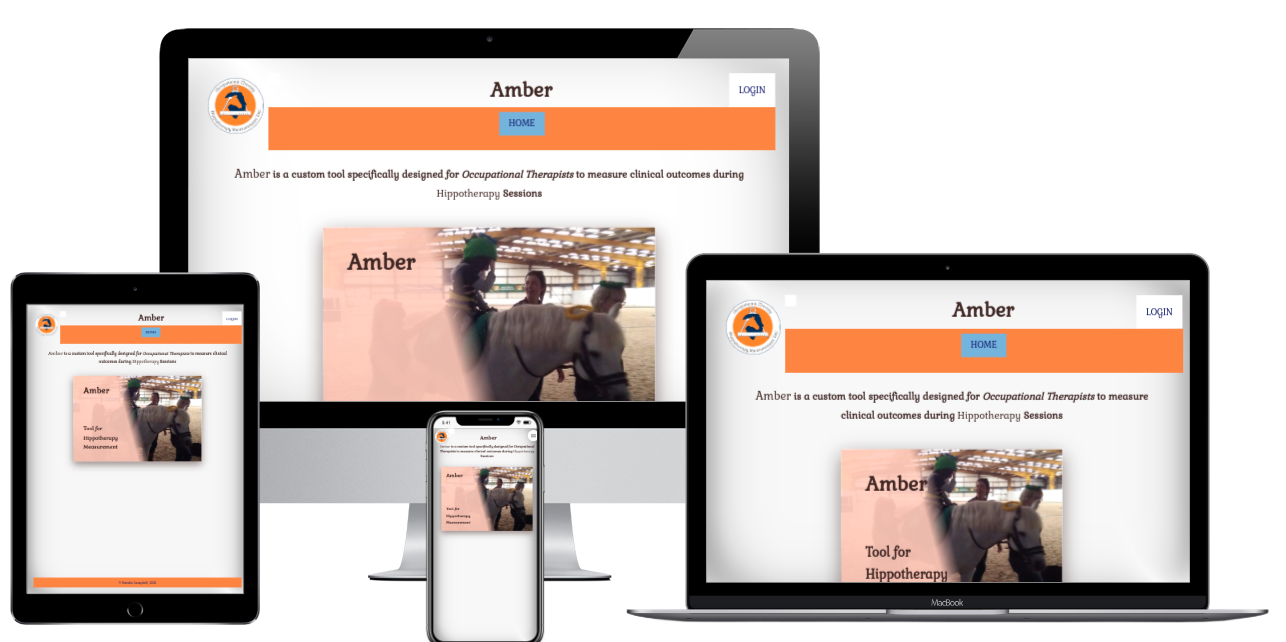 Amber
LOGIN
HOME
Amber is a custom tool specifically designed for Occupational Therapists to measure clinical outcomes during
Hippotherapy Sessions
Amber
Amber
LOGIN
HOME
Amber is a custom tool specifically designed for Occupational Therapists to measure clinical
outcomes during Hippotherapy Sessions
Amber
Tool for
Hippotherapy
Measurement
Amber
Amber is a custom tool specifically designed for Occupational
Therapists to measure clinical outcomes during Hippotherapy
Sessions
Amber
Tool for
Hippotherapy
Measurement
Amber
LOGIN
HOME
Amber is a custom tool specifically designed for Occupational Therapists to measure
clinical outcomes during Hippotherapy Sessions
Amber
Tool for
Hippotherapy
MacBook